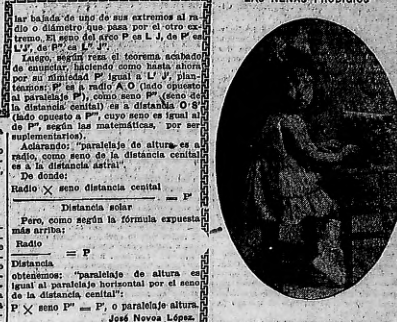 lar bajada de uno de sus extremos al ra-
dio o diámetro que pasa por el otro ex-
tremo. El seno del arco P es L J, de P' es
L'J', de P" es L" J".
Luego, según reza el teorema acabado
de enunciar, haciendo como hasta ahora
por su nimiedad P' igual a L' J', plan-
teamos: P' es a radio A O (lado opuesto
al paralelaje P'), como seno P" (seno de
la distancia cenital) es a distancia O S'
(lado opuesto a P", cuyo seno es igual al
de P", según las matemáticas, por ser
suplementarios).
Aclarando: "paralelaje de altura es a
radio, como seno de la distancia cenital
es a la distancia astral".
De donde:
Radio X seno distancia cenital
= P'
Distancia solar
Pero, como según la fórmula expuesta
más arriba:
Radio
= P
Distancia
obtenemos: "paralelaje de altura es
igual al paralelaje horizontal por el seno
de la distancia cenital":
P X seno P" = P', o paralelaje altura.
José Novoa López.
LAS NENAS PRODIGIOS